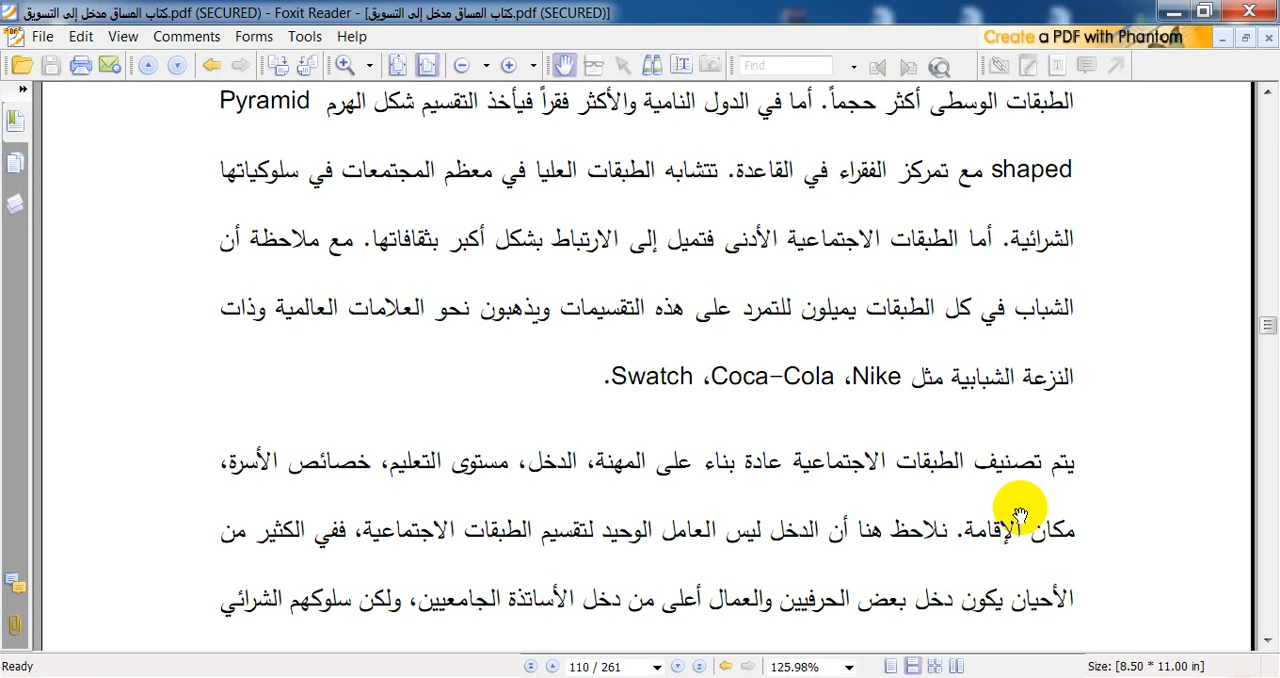 كتاب المساق مدخل إلى التسويق.pdf (SECURED) - Foxit Reader - [كتاب المساق مدخل إلى التسويق.pdf (SECURED)]
File Edit View Comments Forms Tools Help
Create a PDF with Phantom
Find
الطبقات الوسطى أكثر حجماً. أما في الدول النامية والأكثر فقراً فيأخذ التقسيم شكل الهرم Pyramid
shaped مع تمركز الفقراء في القاعدة. تتشابه الطبقات العليا في معظم المجتمعات في سلوكياتها
الشرائية. أما الطبقات الاجتماعية الأدنى فتميل إلى الارتباط بشكل أكبر بثقافاتها. مع ملاحظة أن
الشباب في كل الطبقات يميلون للتمرد على هذه التقسيمات ويذهبون نحو العلامات العالمية وذات
النزعة الشبابية مثل Nike، Coca-Cola، Swatch.
يتم تصنيف الطبقات الاجتماعية عادة بناء على المهنة، الدخل، مستوى التعليم، خصائص الأسرة،
مكان الإقامة. نلاحظ هنا أن الدخل ليس العامل الوحيد لتقسيم الطبقات الاجتماعية، ففي الكثير من
الأحيان يكون دخل بعض الحرفيين والعمال أعلى من دخل الأساتذة الجامعيين، ولكن سلوكهم الشرائي
Ready 110 / 261 125.98% Size: [8.50 * 11.00 in]